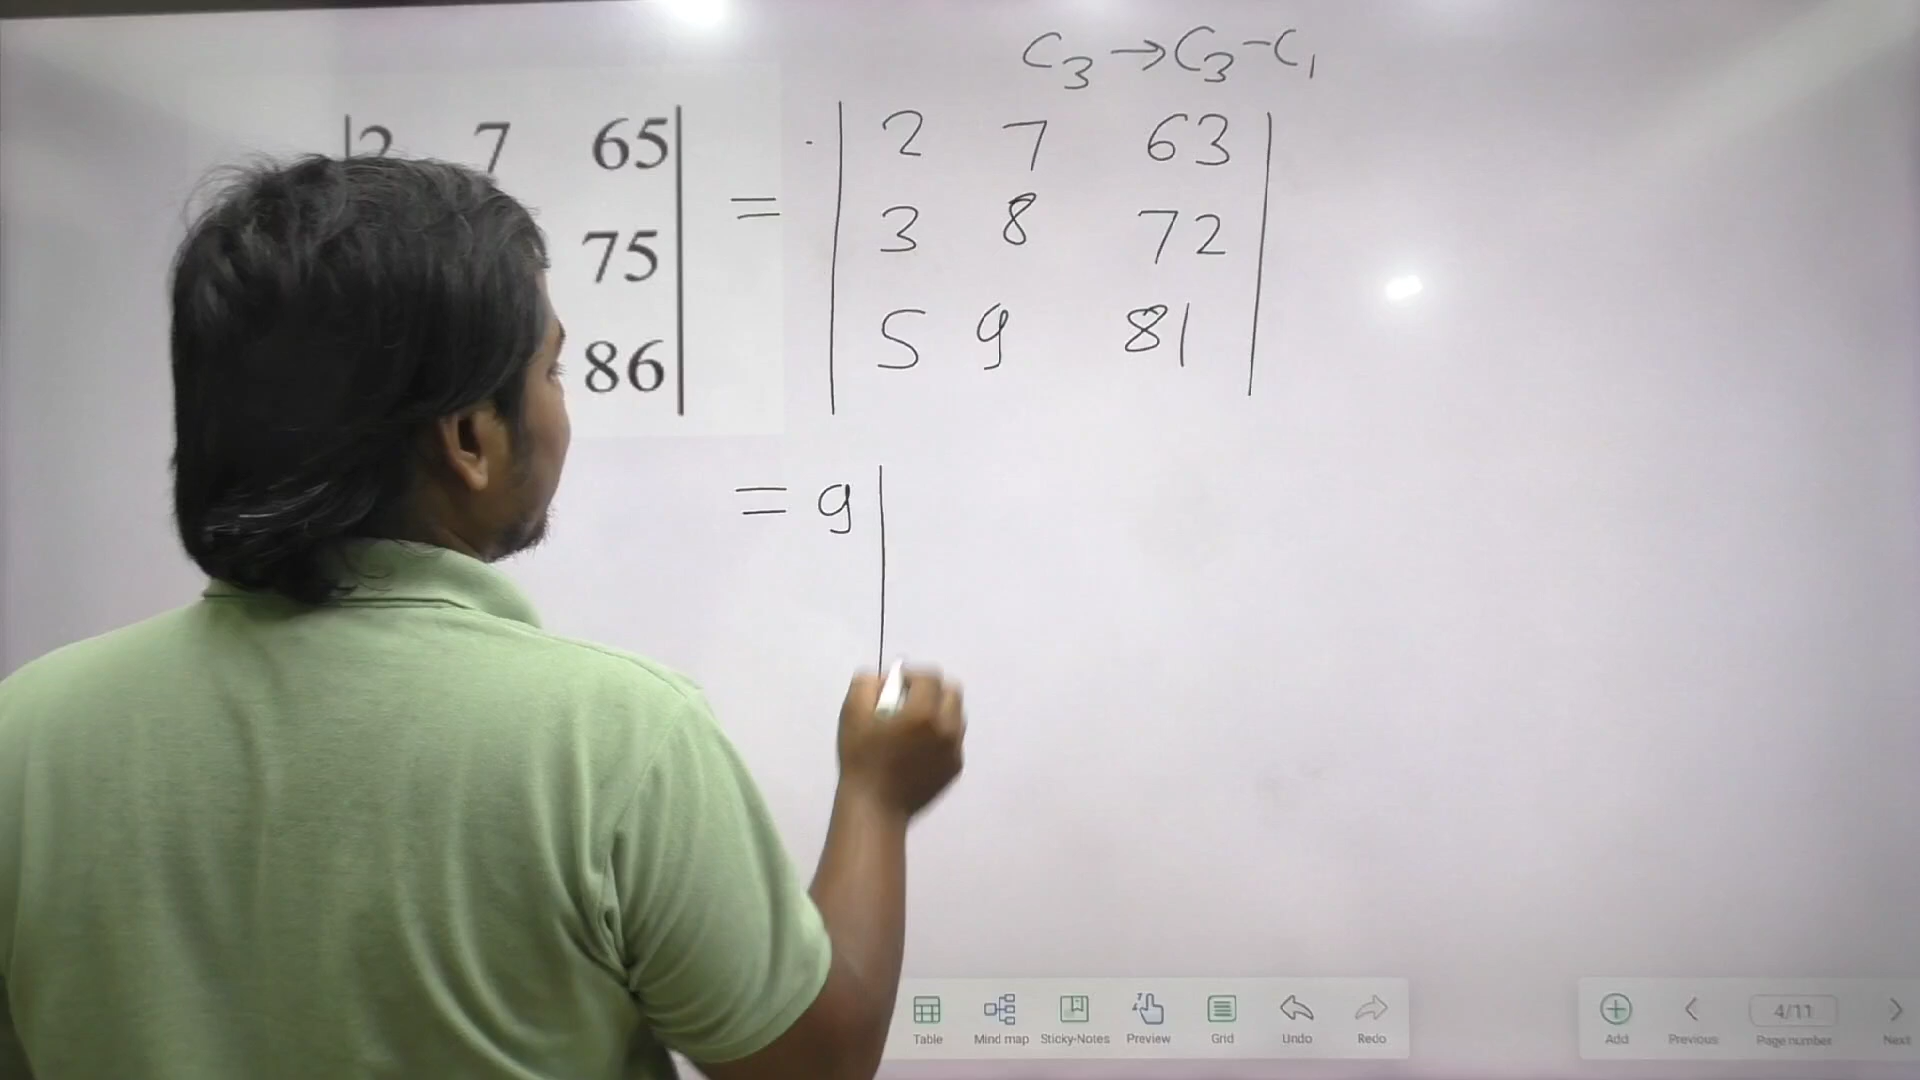 C₃ → C₃ - C₁
|2 7 65| = | 2 7 63 |
75 3 8 72
86 5 9 81
= 9|
Table Mind map Sticky-Notes Preview Grid Undo Redo Add Previous 4/11 Page number Next